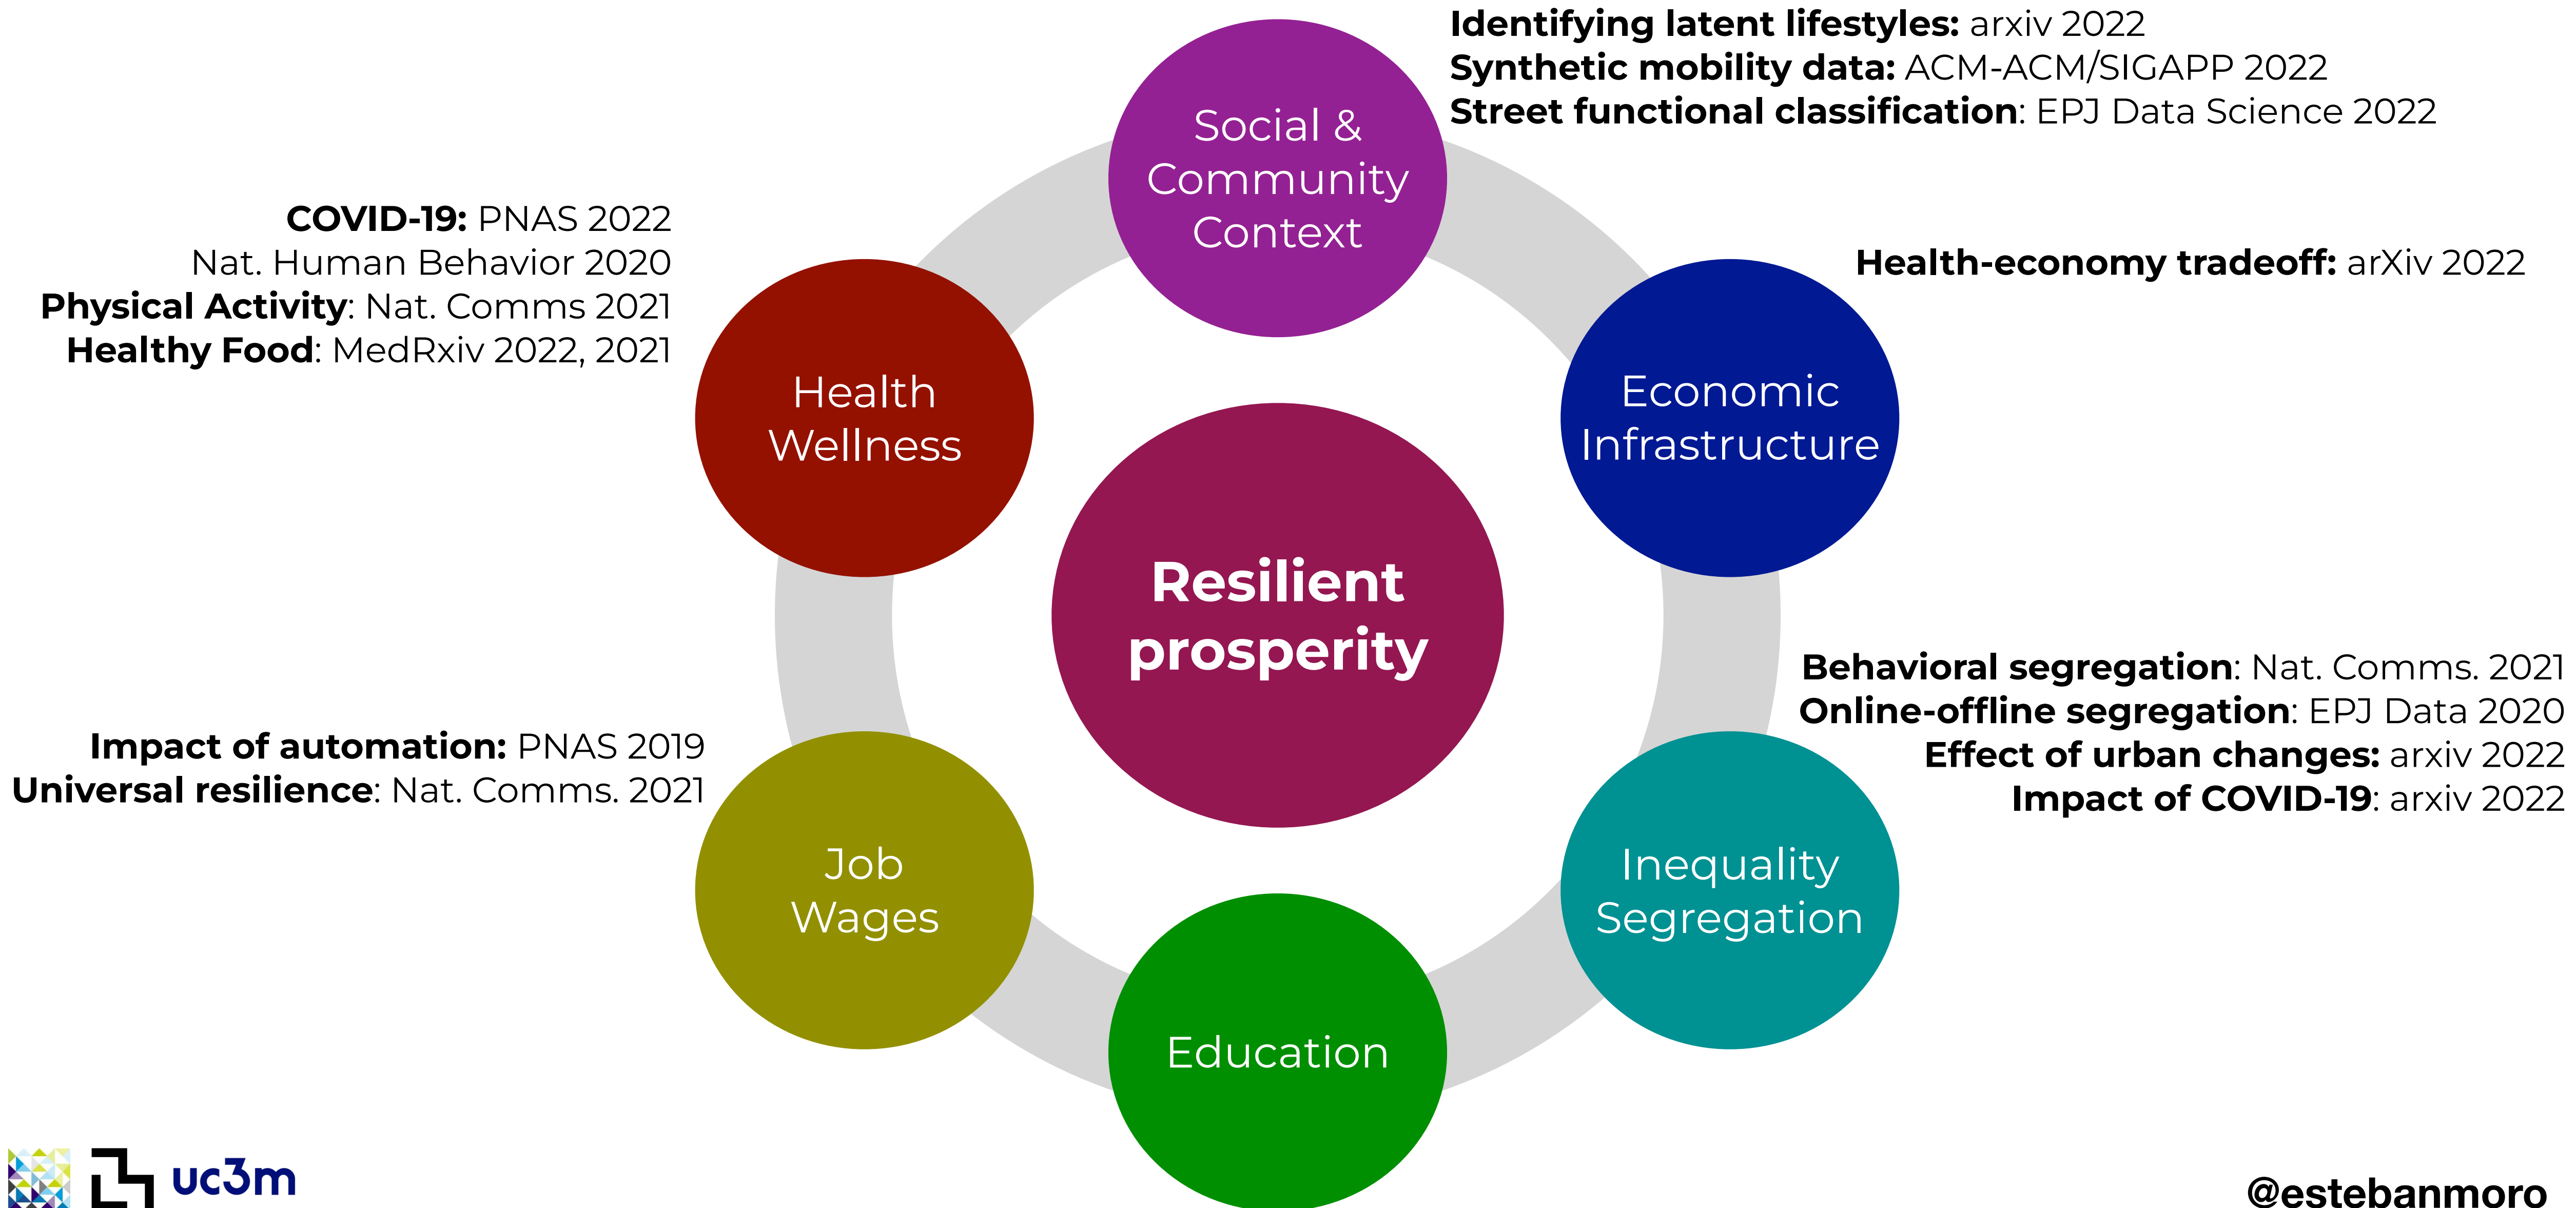 Identifying latent lifestyles: arxiv 2022
Synthetic mobility data: ACM-ACM/SIGAPP 2022
Street functional classification: EPJ Data Science 2022
Social &
Community
Context
COVID-19: PNAS 2022
Nat. Human Behavior 2020
Physical Activity: Nat. Comms 2021
Healthy Food: MedRxiv 2022, 2021
Health
Wellness
Health-economy tradeoff: arXiv 2022
Economic
Infrastructure
Resilient
prosperity
Behavioral segregation: Nat. Comms. 2021
Online-offline segregation: EPJ Data 2020
Effect of urban changes: arxiv 2022
Impact of COVID-19: arxiv 2022
Impact of automation: PNAS 2019
Universal resilience: Nat. Comms. 2021
Job
Wages
Inequality
Segregation
Education
uc3m
@estebanmoro